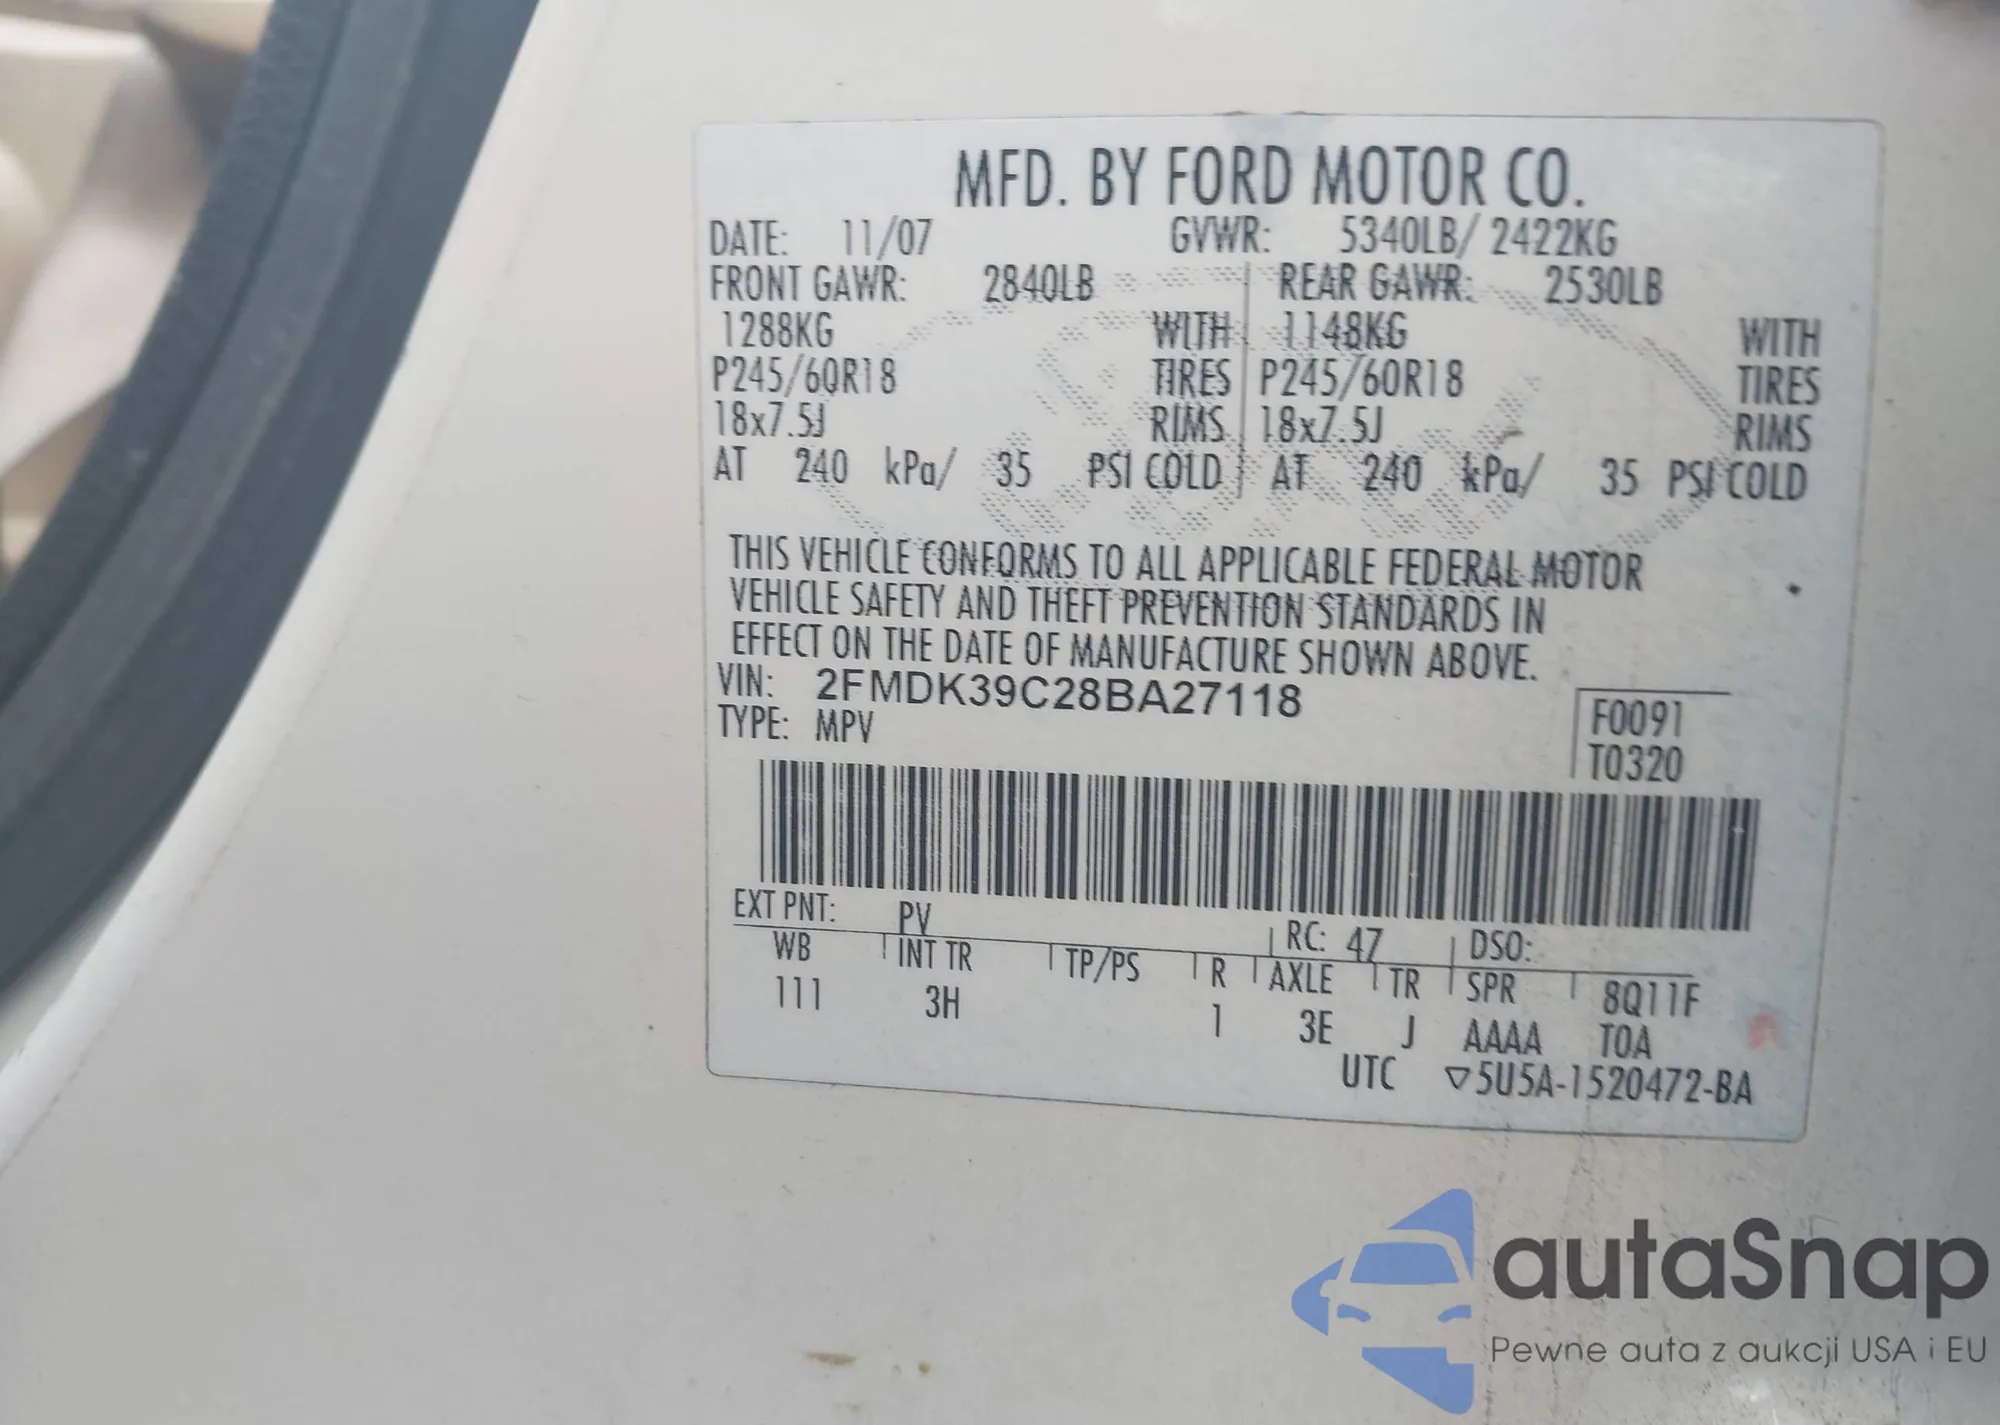 MFD. BY FORD MOTOR CO.
DATE: 11/07 GVWR: 5340LB/ 2422KG
FRONT GAWR: 2840LB REAR GAWR: 2530LB
1288KG WITH 1148KG WITH
P245/60R18 TIRES P245/60R18 TIRES
18x7.5J RIMS 18x7.5J RIMS
AT 240 kPa/ 35 PSI COLD AT 240 kPa/ 35 PSI COLD
THIS VEHICLE CONFORMS TO ALL APPLICABLE FEDERAL MOTOR
VEHICLE SAFETY AND THEFT PREVENTION STANDARDS IN
EFFECT ON THE DATE OF MANUFACTURE SHOWN ABOVE.
VIN: 2FMDK39C28BA27118
TYPE: MPV
F0091
T0320
EXT PNT: PV RC: 47 DSO:
WB INT TR TP/PS R AXLE TR SPR 8Q11F
111 3H 1 3E J AAAA TOA
UTC ▽5U5A-1520472-BA
autaSnap
Pewne auta z aukcji USA i EU